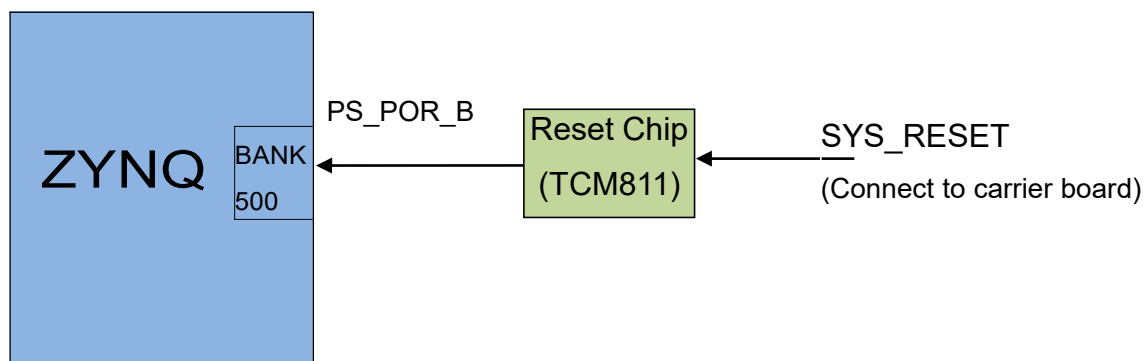 ZYNQ
BANK
500
PS_POR_B
Reset Chip
(TCM811)
SYS_RESET
(Connect to carrier board)